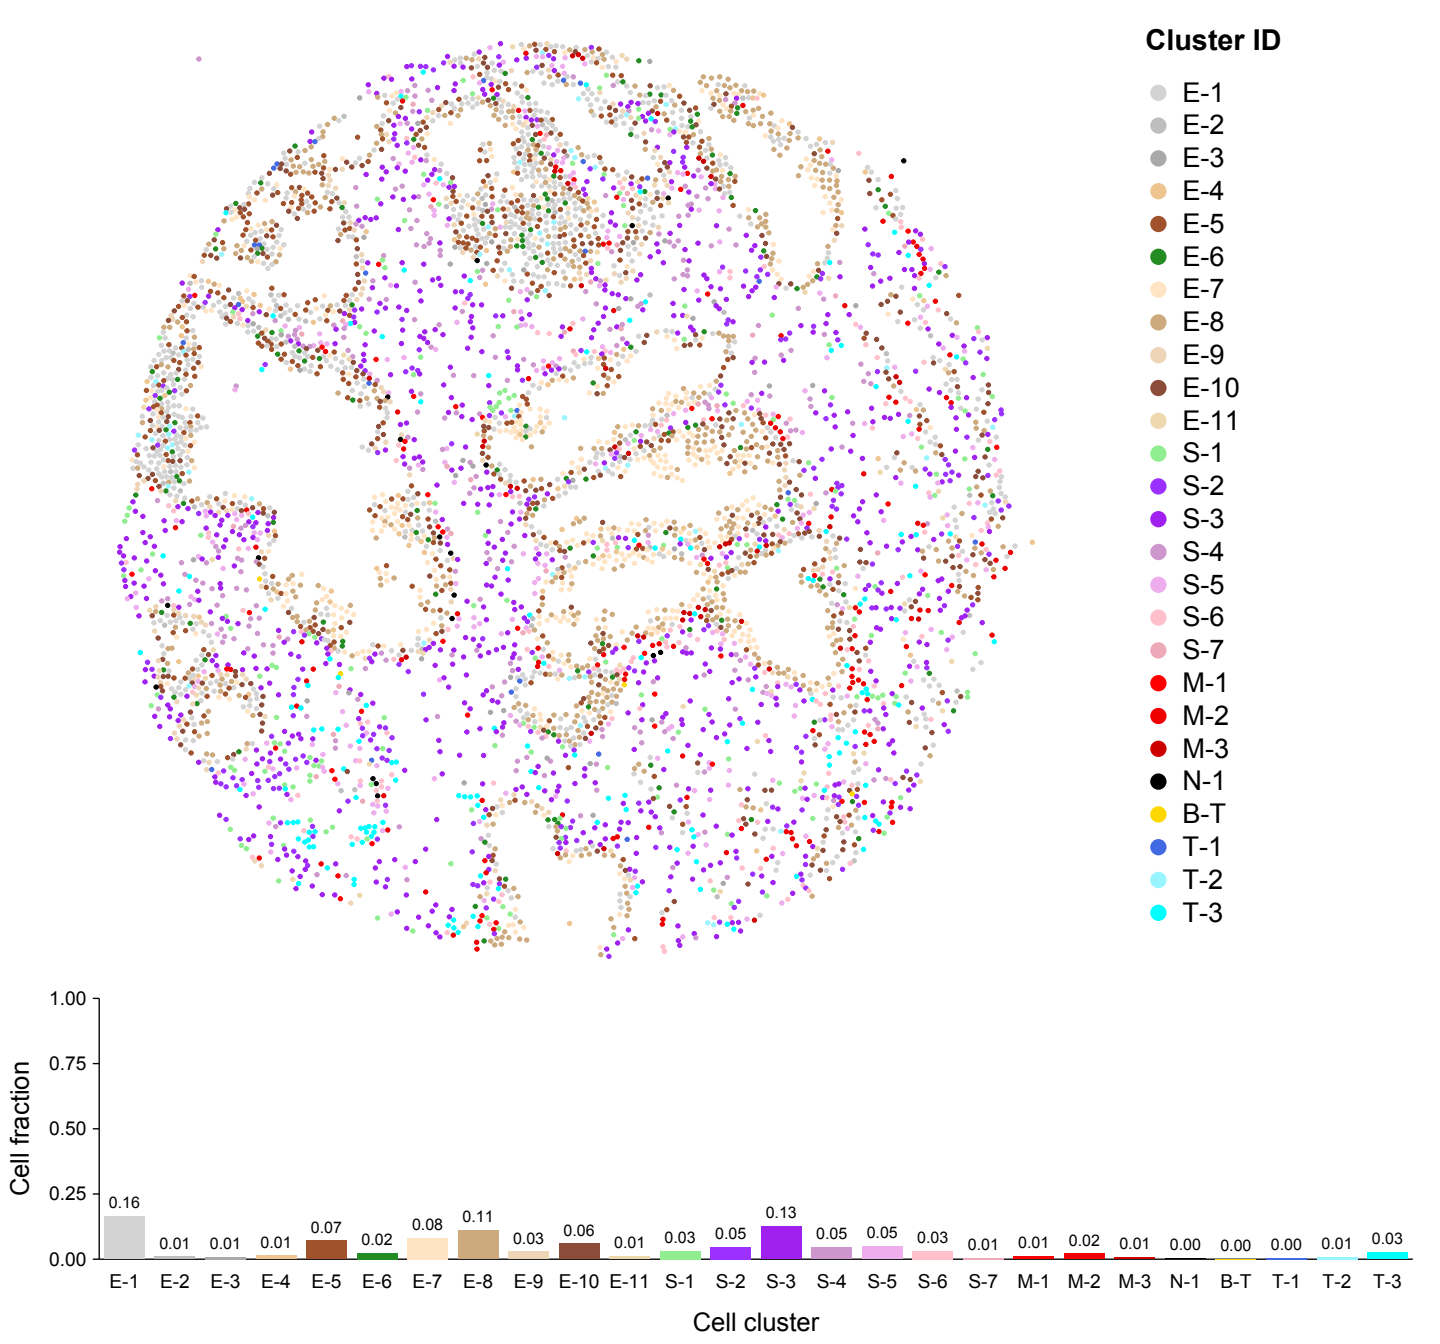 Cluster ID
E-1
E-2
E-3
E-4
E-5
E-6
E-7
E-8
E-9
E-10
E-11
S-1
S-2
S-3
S-4
S-5
S-6
S-7
M-1
M-2
M-3
N-1
B-T
T-1
T-2
T-3
Cell fraction
1.00
0.75
0.50
0.25
0.00
0.16 0.01 0.01 0.01 0.07 0.02 0.08 0.11 0.03 0.06 0.01 0.03 0.05 0.13 0.05 0.05 0.03 0.01 0.01 0.02 0.01 0.00 0.00 0.00 0.01 0.03
E-1 E-2 E-3 E-4 E-5 E-6 E-7 E-8 E-9 E-10 E-11 S-1 S-2 S-3 S-4 S-5 S-6 S-7 M-1 M-2 M-3 N-1 B-T T-1 T-2 T-3
Cell cluster